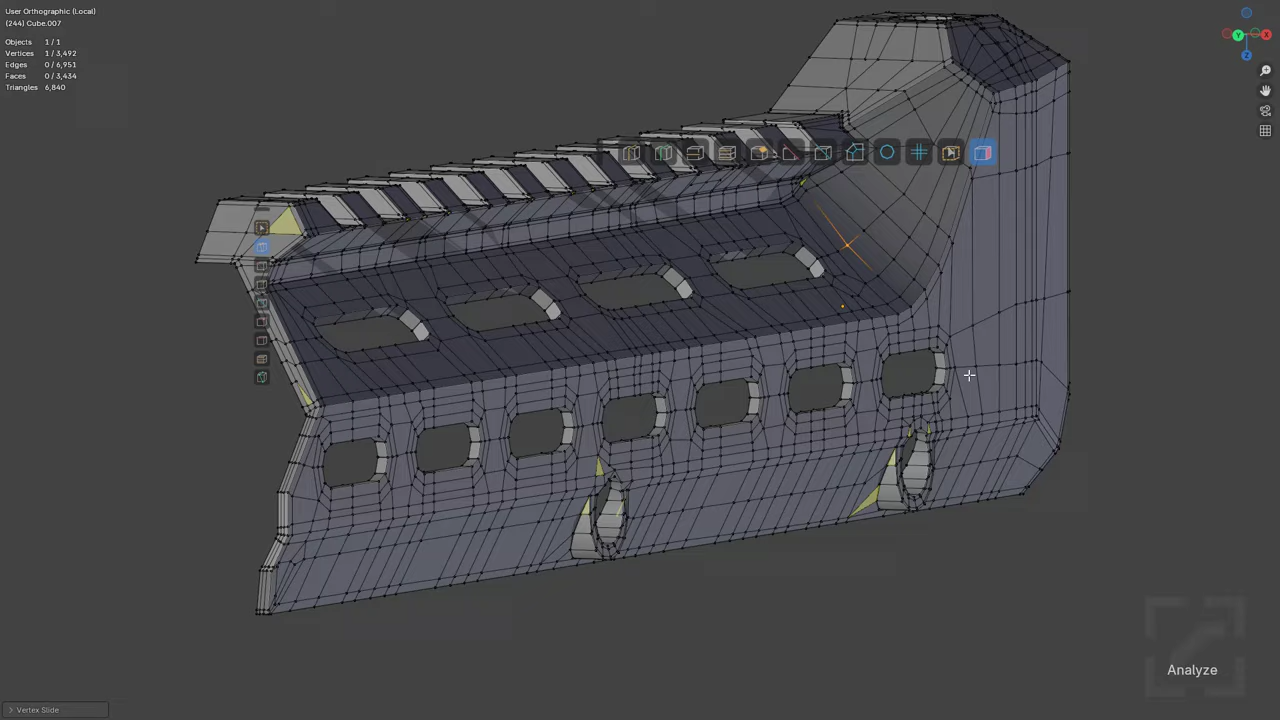 User Orthographic (Local)
(244) Cube.007
Objects 1 / 1
Vertices 1 / 3,492
Edges 0 / 6,951
Faces 0 / 3,434
Triangles 6,840
X
Y
Z
Analyze
Vertex Slide